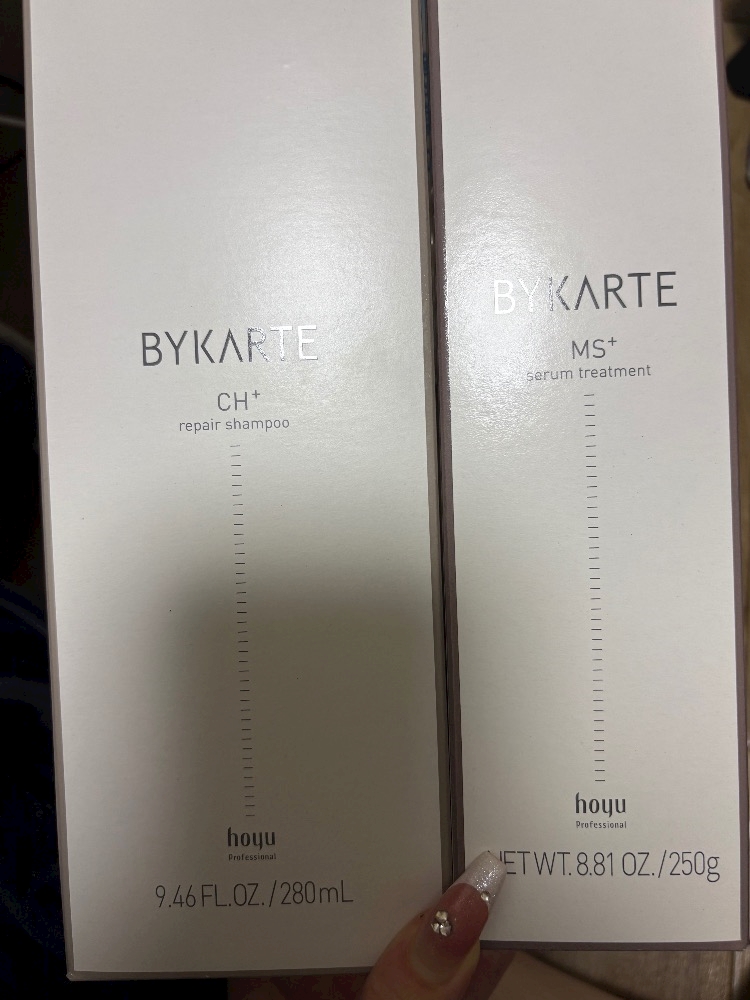 BYKARTE
CH⁺
repair shampoo
hoyu
Professional
9.46 FL.OZ./280mL
BYKARTE
MS⁺
serum treatment
hoyu
Professional
NET WT. 8.81 OZ./250g